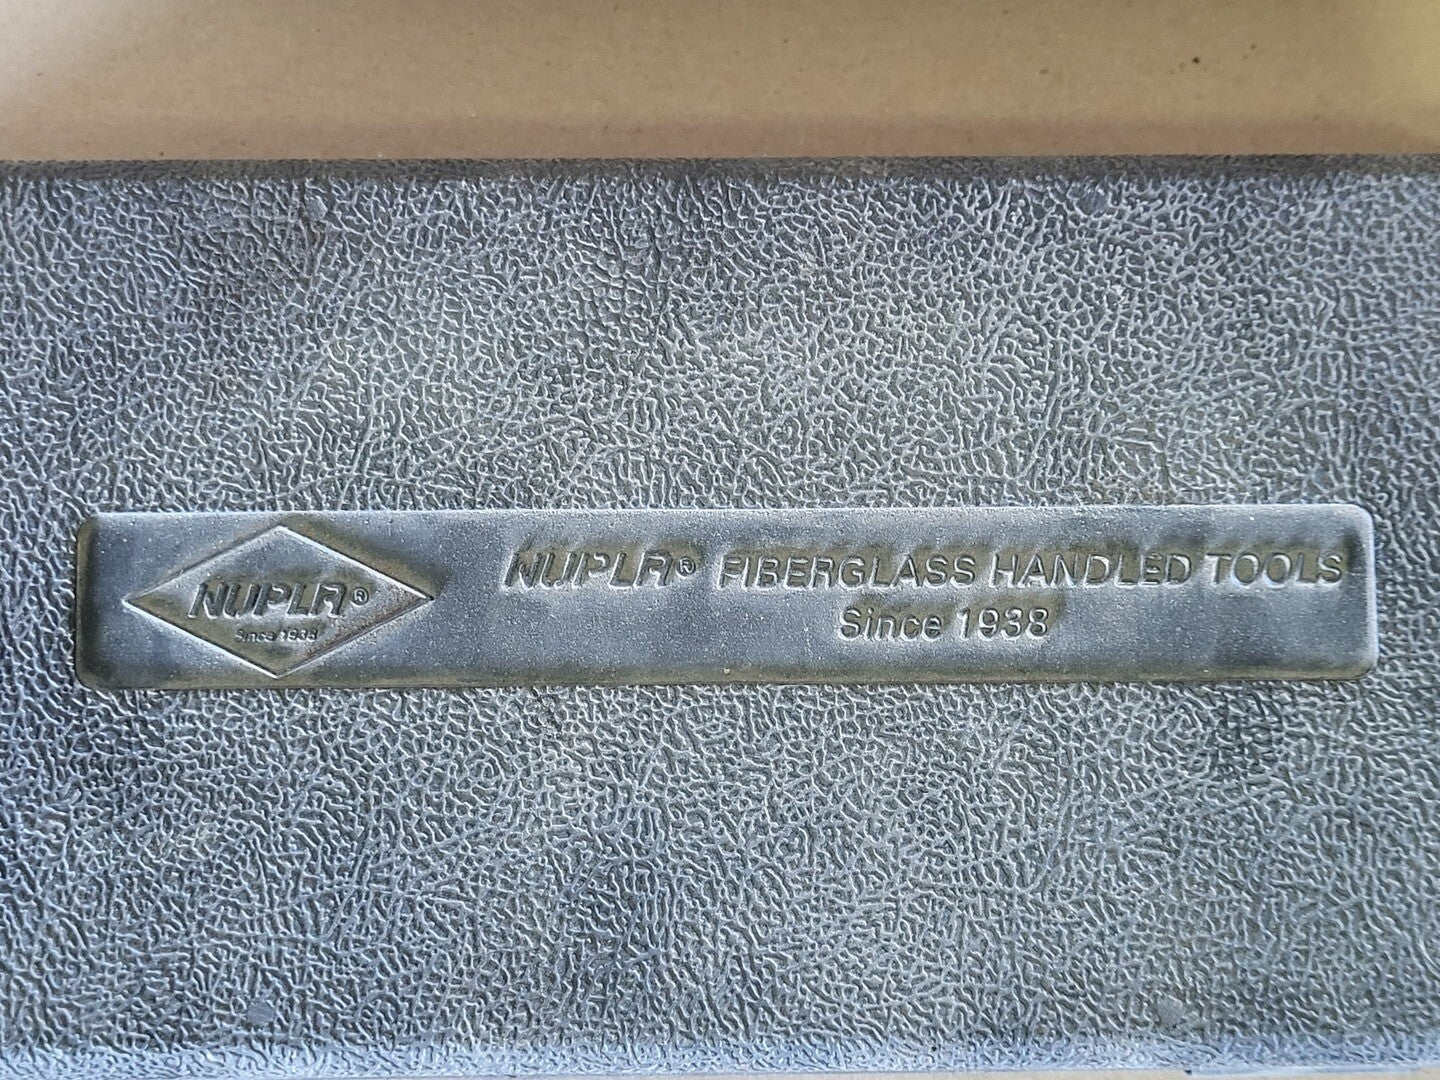 NUPLA®
Since 1938
NUPLA® FIBERGLASS HANDLED TOOLS
Since 1938